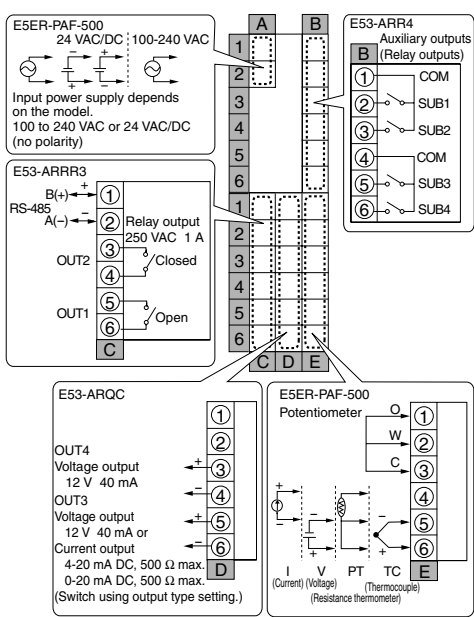 E5ER-PAF-500
24 VAC/DC 100-240 VAC
− − +
+ + −
Input power supply depends
on the model.
100 to 240 VAC or 24 VAC/DC
(no polarity)
A B
1
2
3
4
5
6
1
2
3
4
5
6
C D E
E53-ARR4
Auxiliary outputs
(Relay outputs)
B
1 COM
2 SUB1
3 SUB2
4 COM
5 SUB3
6 SUB4
E53-ARRR3
RS-485
B(+) + 1
A(−) − 2
Relay output
250 VAC 1 A
OUT2
3
4
Closed
OUT1
5
6
Open
C
E53-ARQC
1
2
OUT4
Voltage output
12 V 40 mA
+ 3
− 4
OUT3
Voltage output
12 V 40 mA or
Current output
+ 5
− 6
4-20 mA DC, 500 Ω max.
0-20 mA DC, 500 Ω max.
(Switch using output type setting.)
D
E5ER-PAF-500
Potentiometer
O 1
W 2
C 3
4
5
6
+ −
− +
− +
I V PT TC
(Current) (Voltage) (Thermocouple)
(Resistance thermometer)
E